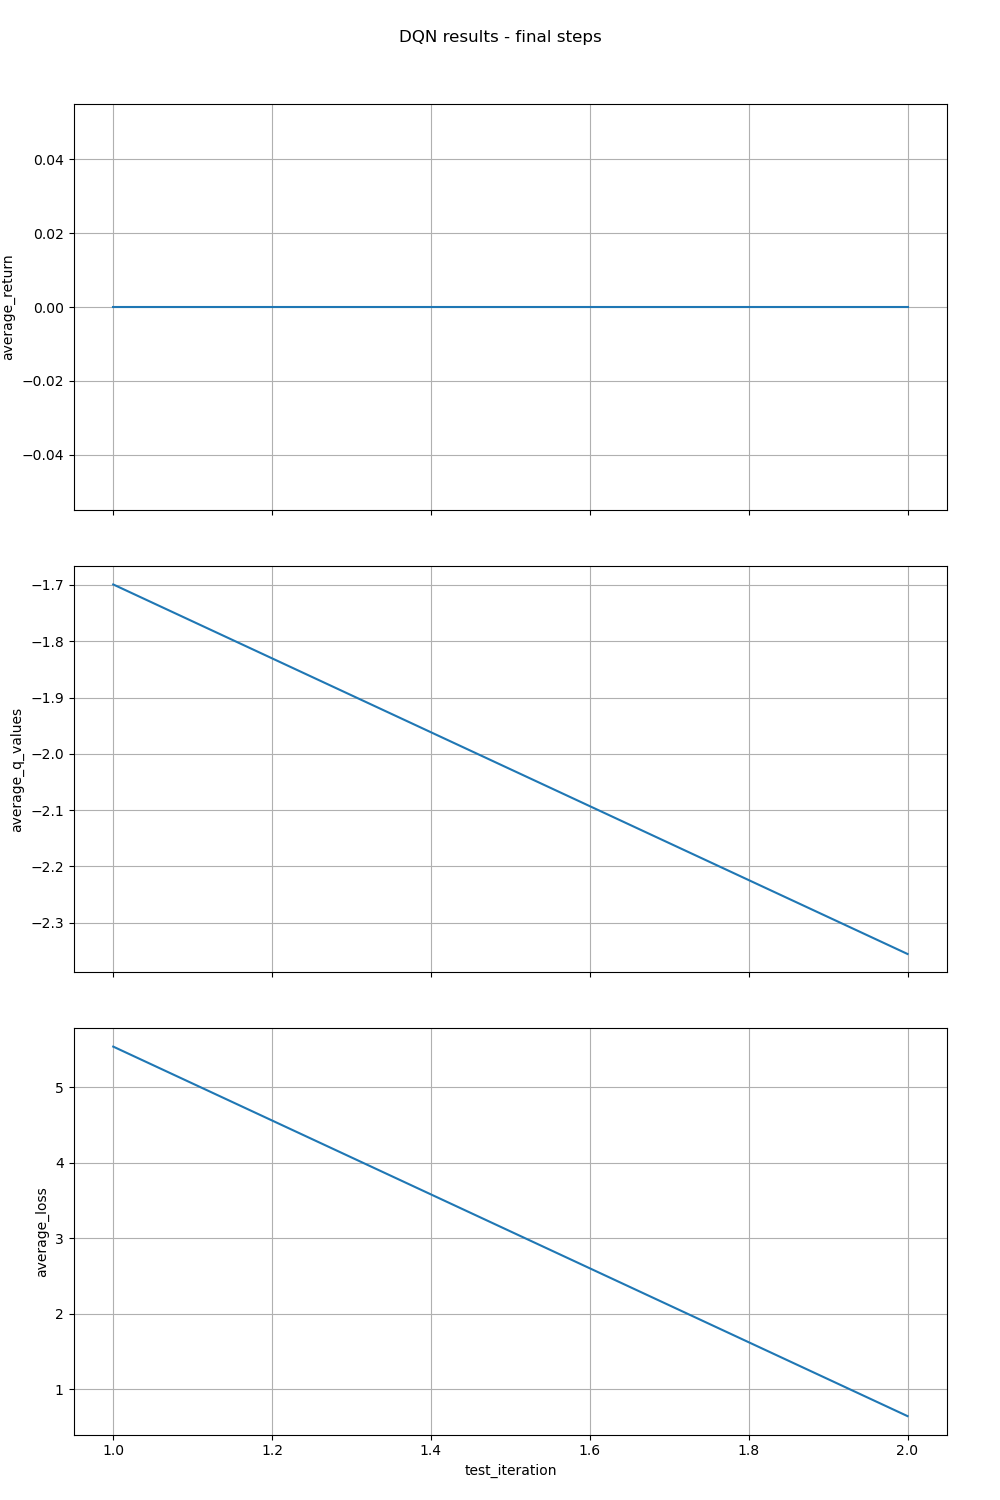 DQN results - final steps
0.04
0.02
0.00
−0.02
−0.04
average_return
−1.7
−1.8
−1.9
−2.0
−2.1
−2.2
−2.3
average_q_values
5
4
3
2
1
average_loss
1.0 1.2 1.4 1.6 1.8 2.0
test_iteration